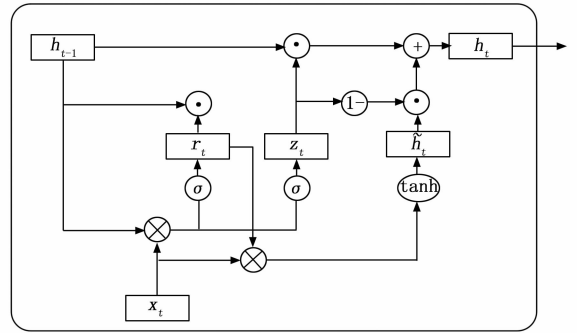 h_{t-1}
h_t
+
1-
r_t
z_t
h̃_t
σ
σ
tanh
x_t